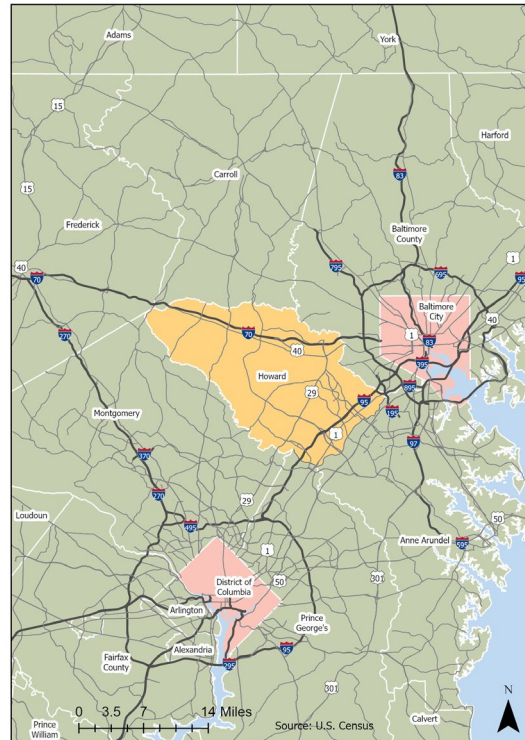 Adams
York
15
Harford
83
Carroll
15
Frederick
Baltimore
County
1
40
795
695
95
70
Baltimore
City
270
1
40
70
83
40
395
Howard
29
95
895
195
Montgomery
1
97
370
270
29
Loudoun
495
50
1
Anne Arundel
595
District of
Columbia
50
301
Arlington
Prince
George's
Alexandria
95
Fairfax
County
295
301
N
Prince
William
0 3.5 7 14 Miles
Source: U.S. Census
Calvert